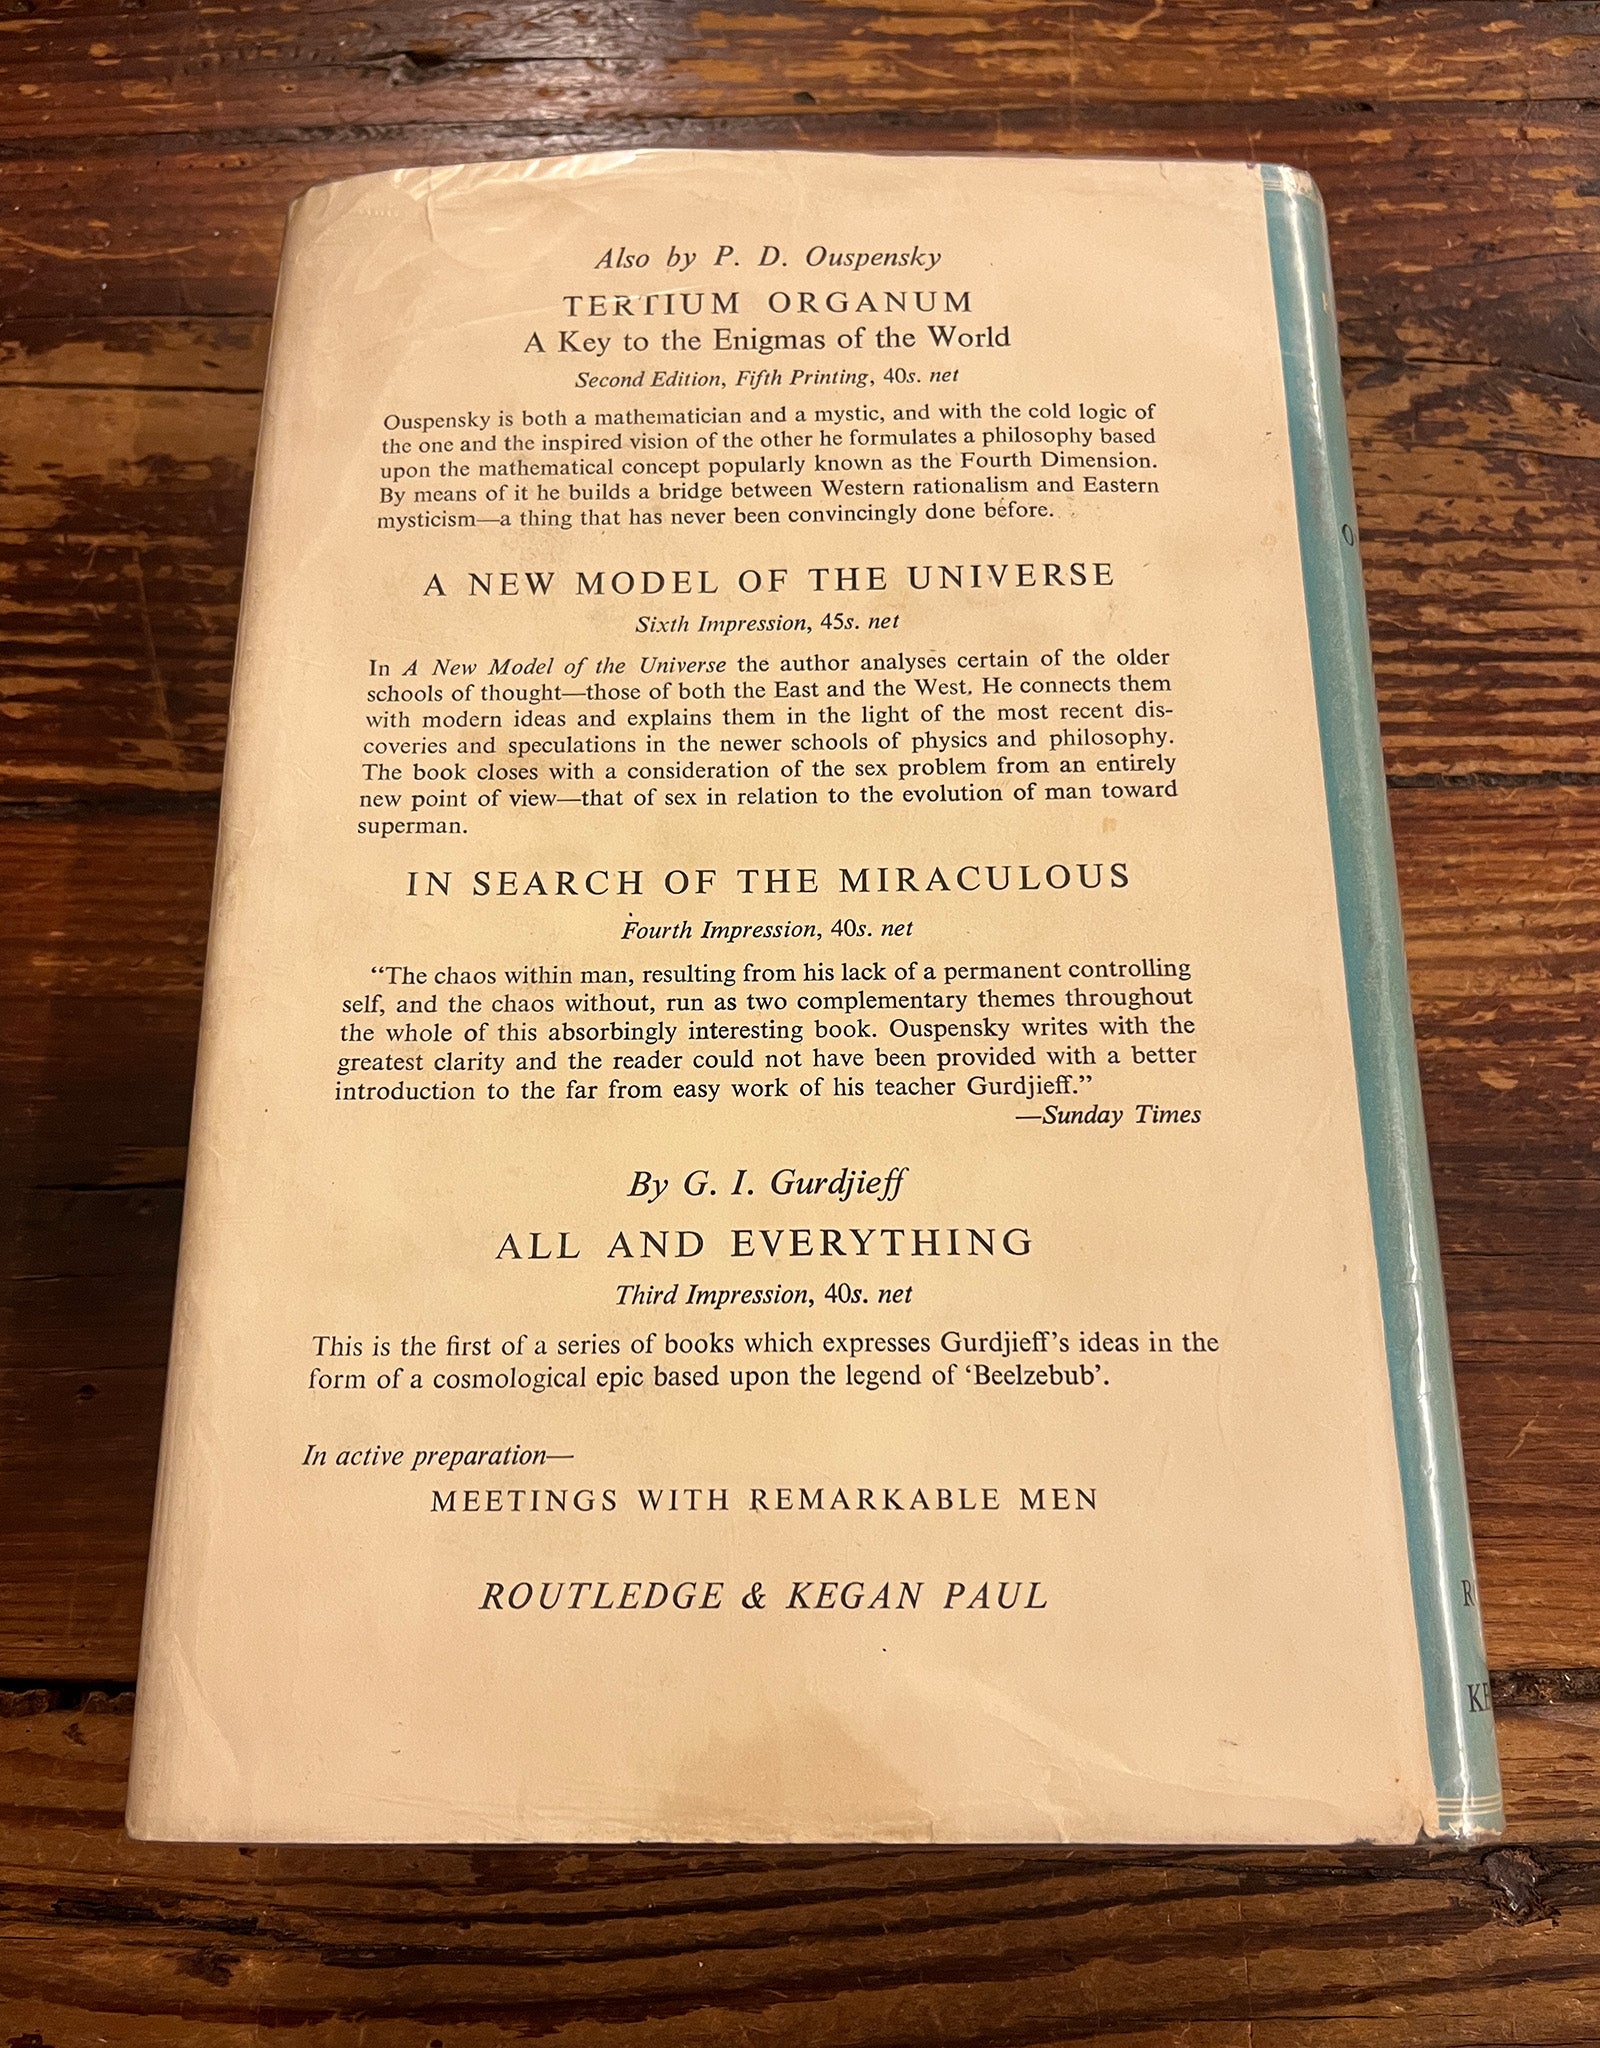 Also by P. D. Ouspensky
TERTIUM ORGANUM
A Key to the Enigmas of the World
Second Edition, Fifth Printing, 40s. net
Ouspensky is both a mathematician and a mystic, and with the cold logic of
the one and the inspired vision of the other he formulates a philosophy based
upon the mathematical concept popularly known as the Fourth Dimension.
By means of it he builds a bridge between Western rationalism and Eastern
mysticism—a thing that has never been convincingly done before.
A NEW MODEL OF THE UNIVERSE
Sixth Impression, 45s. net
In A New Model of the Universe the author analyses certain of the older
schools of thought—those of both the East and the West. He connects them
with modern ideas and explains them in the light of the most recent dis-
coveries and speculations in the newer schools of physics and philosophy.
The book closes with a consideration of the sex problem from an entirely
new point of view—that of sex in relation to the evolution of man toward
superman.
IN SEARCH OF THE MIRACULOUS
Fourth Impression, 40s. net
“The chaos within man, resulting from his lack of a permanent controlling
self, and the chaos without, run as two complementary themes throughout
the whole of this absorbingly interesting book. Ouspensky writes with the
greatest clarity and the reader could not have been provided with a better
introduction to the far from easy work of his teacher Gurdjieff.”
—Sunday Times
By G. I. Gurdjieff
ALL AND EVERYTHING
Third Impression, 40s. net
This is the first of a series of books which expresses Gurdjieff’s ideas in the
form of a cosmological epic based upon the legend of ‘Beelzebub’.
In active preparation—
MEETINGS WITH REMARKABLE MEN
ROUTLEDGE & KEGAN PAUL